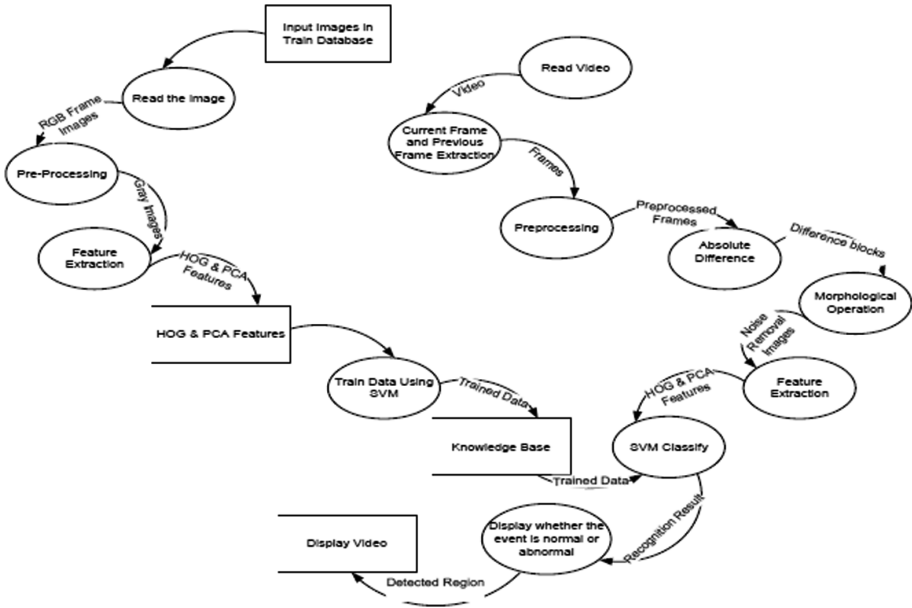 Input Images in
Train Database
Read the Image
RGB Frame
Images
Pre-Processing
Gray Images
Feature
Extraction
HOG & PCA
Features
HOG & PCA Features
Train Data Using
SVM
Trained Data
Knowledge Base
Trained Data
Read Video
Video
Current Frame
and Previous
Frame Extraction
Frames
Preprocessing
Preprocessed
Frames
Absolute
Difference
Difference blocks
Morphological
Operation
Noise
Removal
Images
Feature
Extraction
HOG & PCA
Features
SVM Classify
Recognition Result
Display whether the
event is normal or
abnormal
Detected Region
Display Video